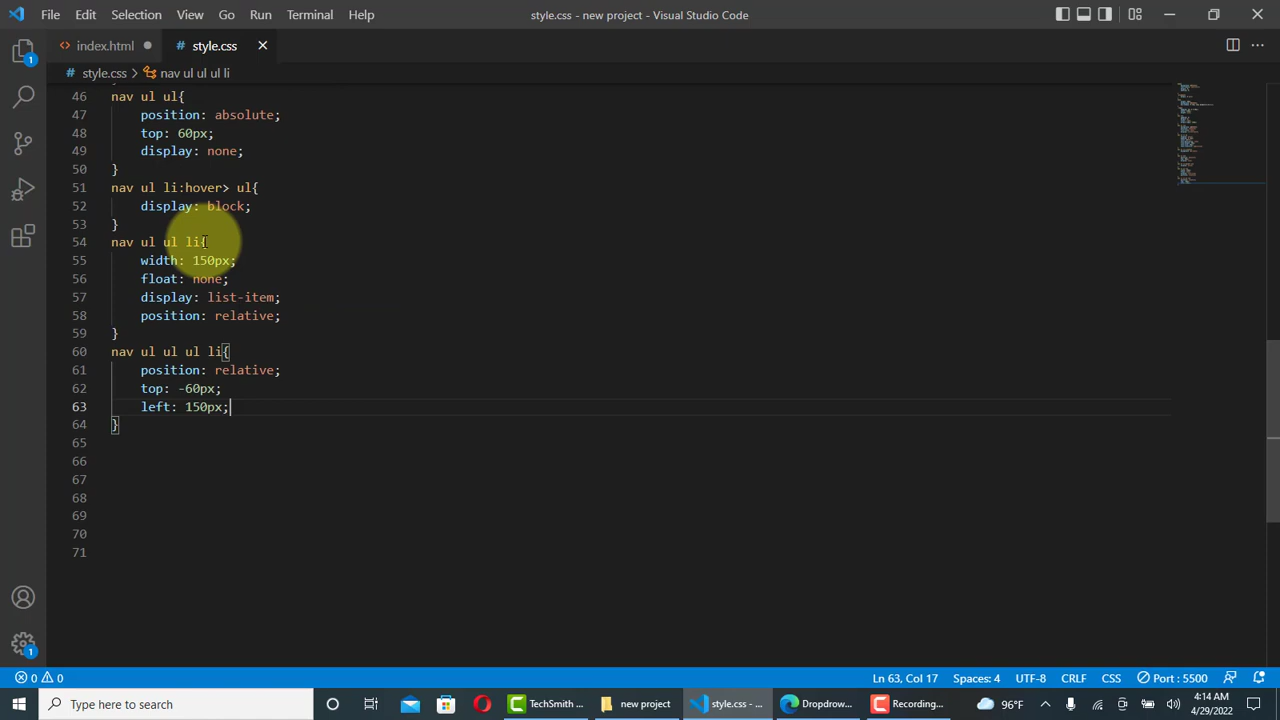 File Edit Selection View Go Run Terminal Help style.css - new project - Visual Studio Code
index.html style.css
style.css nav ul ul ul li
46 nav ul ul{
47 position: absolute;
48 top: 60px;
49 display: none;
50 }
51 nav ul li:hover> ul{
52 display: block;
53 }
54 nav ul ul li{
55 width: 150px;
56 float: none;
57 display: list-item;
58 position: relative;
59 }
60 nav ul ul ul li{
61 position: relative;
62 top: -60px;
63 left: 150px;
64 }
65
66
67
68
69
70
71
1
1
0 0 Ln 63, Col 17 Spaces: 4 UTF-8 CRLF CSS Port : 5500
Type here to search TechSmith ... new project style.css - ... Dropdrow... Recording... 96°F 4:14 AM
4/29/2022